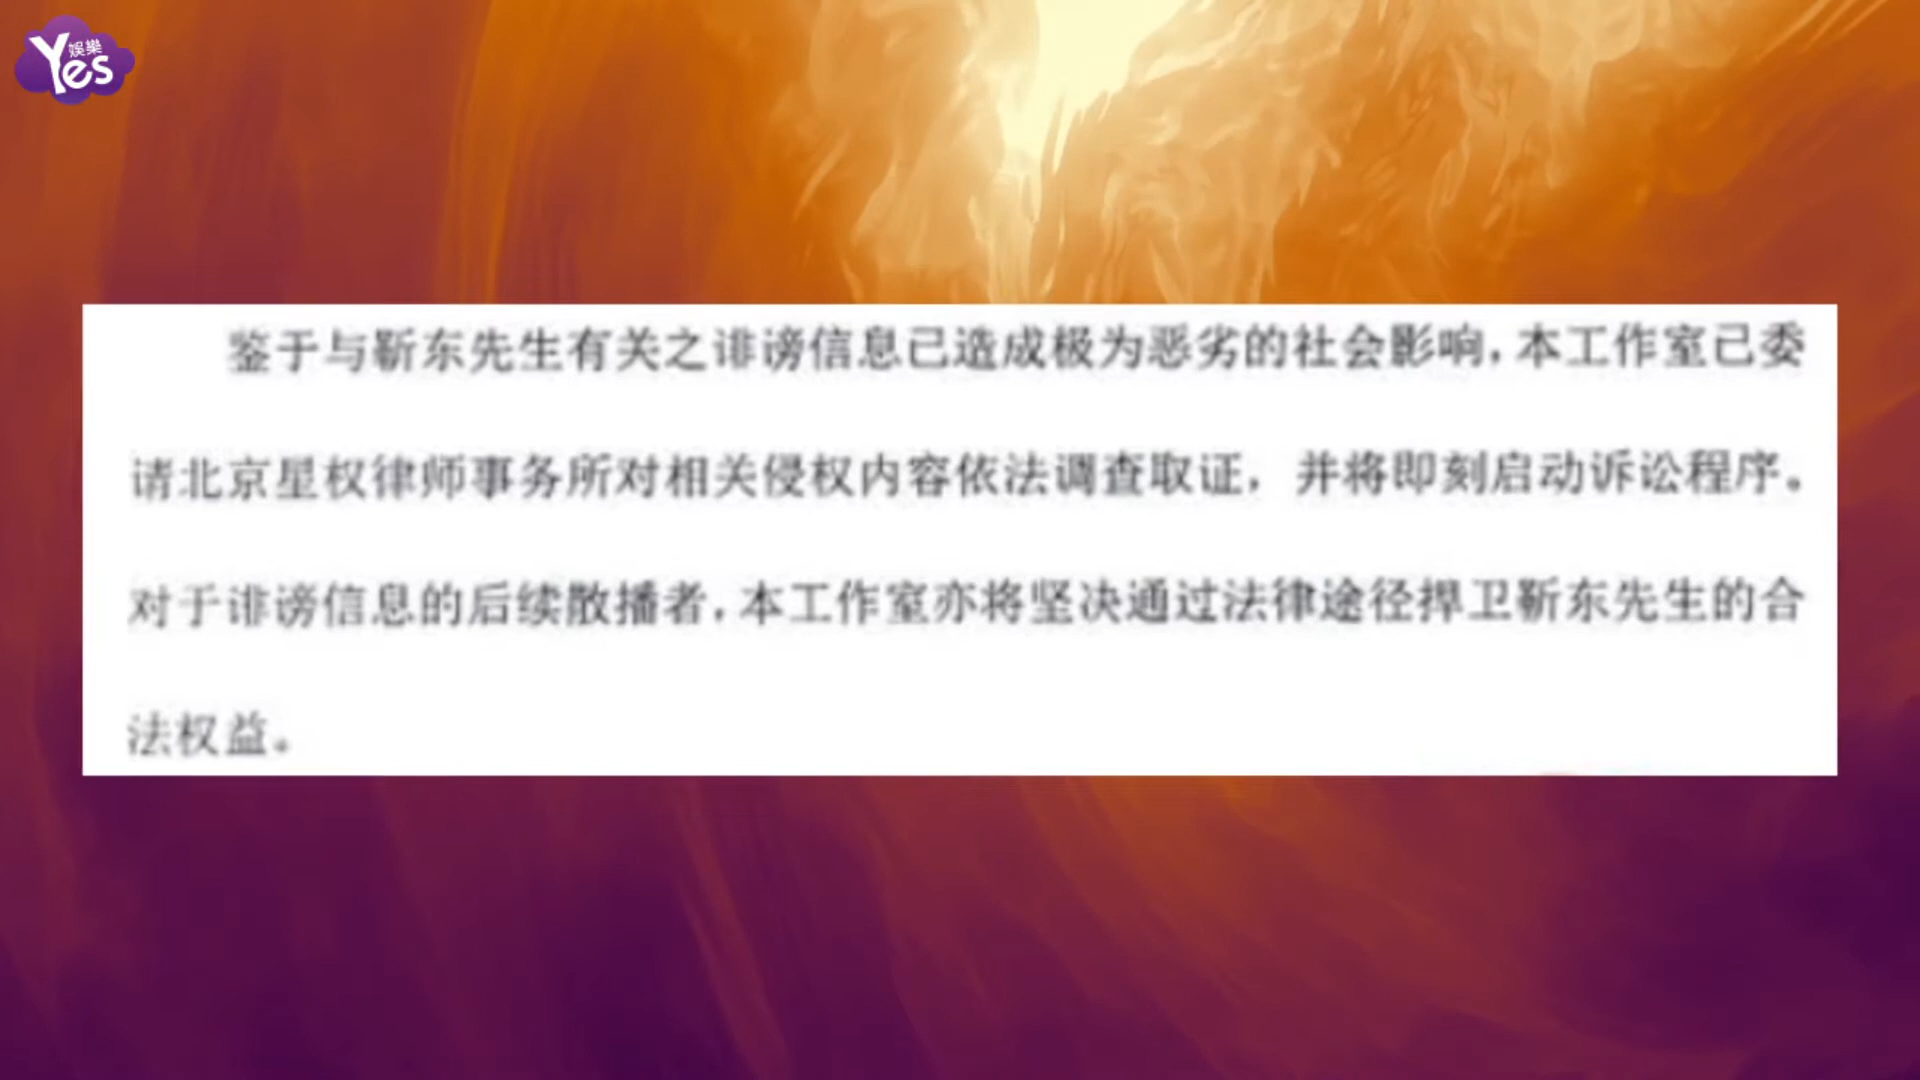 Yes娛樂
鉴于与靳东先生有关之诽谤信息已造成极为恶劣的社会影响,本工作室已委
请北京星权律师事务所对相关侵权内容依法调查取证，并将即刻启动诉讼程序。
对于诽谤信息的后续散播者,本工作室亦将坚决通过法律途径捍卫靳东先生的合
法权益。